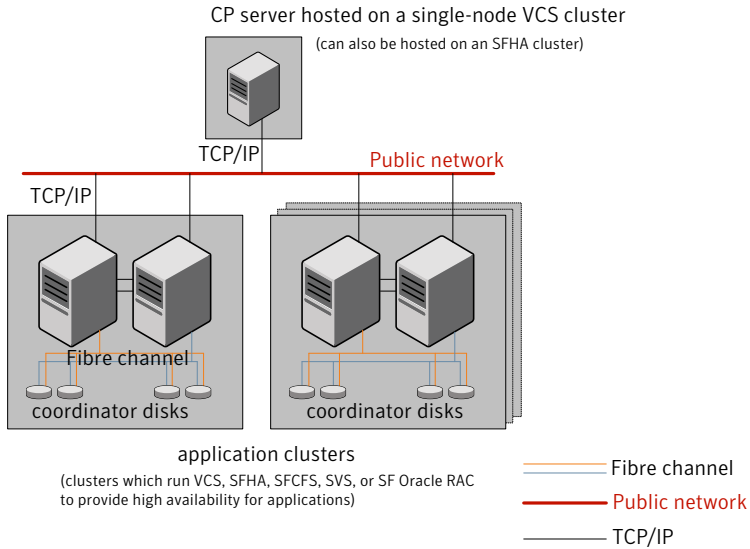 CP server hosted on a single-node VCS cluster
(can also be hosted on an SFHA cluster)
TCP/IP
Public network
TCP/IP
Fibre channel
coordinator disks
coordinator disks
application clusters
(clusters which run VCS, SFHA, SFCFS, SVS, or SF Oracle RAC
to provide high availability for applications)
Fibre channel
Public network
TCP/IP